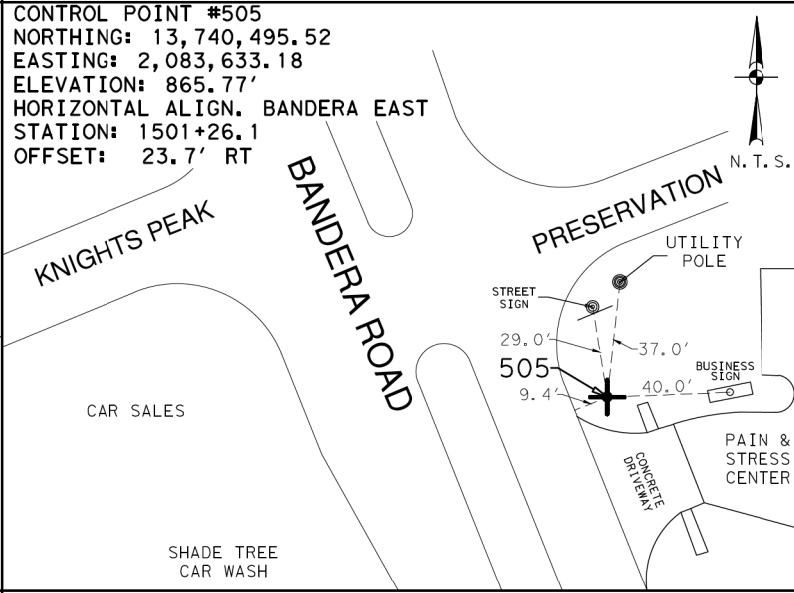 CONTROL POINT #505
NORTHING: 13,740,495.52
EASTING: 2,083,633.18
ELEVATION: 865.77'
HORIZONTAL ALIGN. BANDERA EAST
STATION: 1501+26.1
OFFSET: 23.7' RT
N.T.S.
KNIGHTS PEAK
BANDERA ROAD
PRESERVATION
UTILITY
POLE
STREET
SIGN
29.0'
37.0'
505
BUSINESS
SIGN
9.4'
40.0'
CAR SALES
PAIN &
STRESS
CENTER
CONCRETE
DRIVEWAY
SHADE TREE
CAR WASH